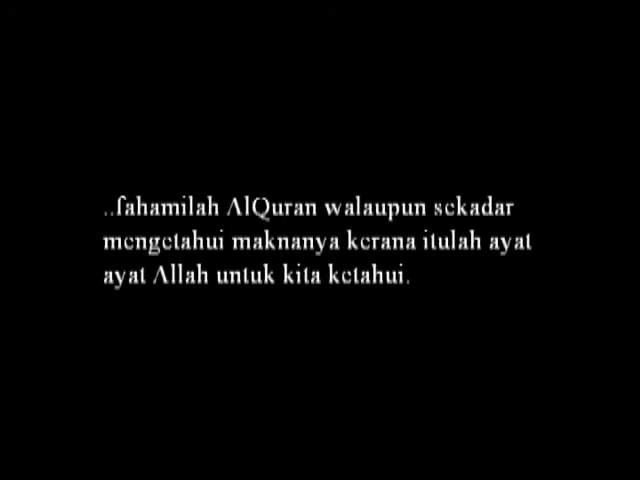 ..fahamilah AlQuran walaupun sekadar
mengetahui maknanya kerana itulah ayat
ayat Allah untuk kita ketahui.